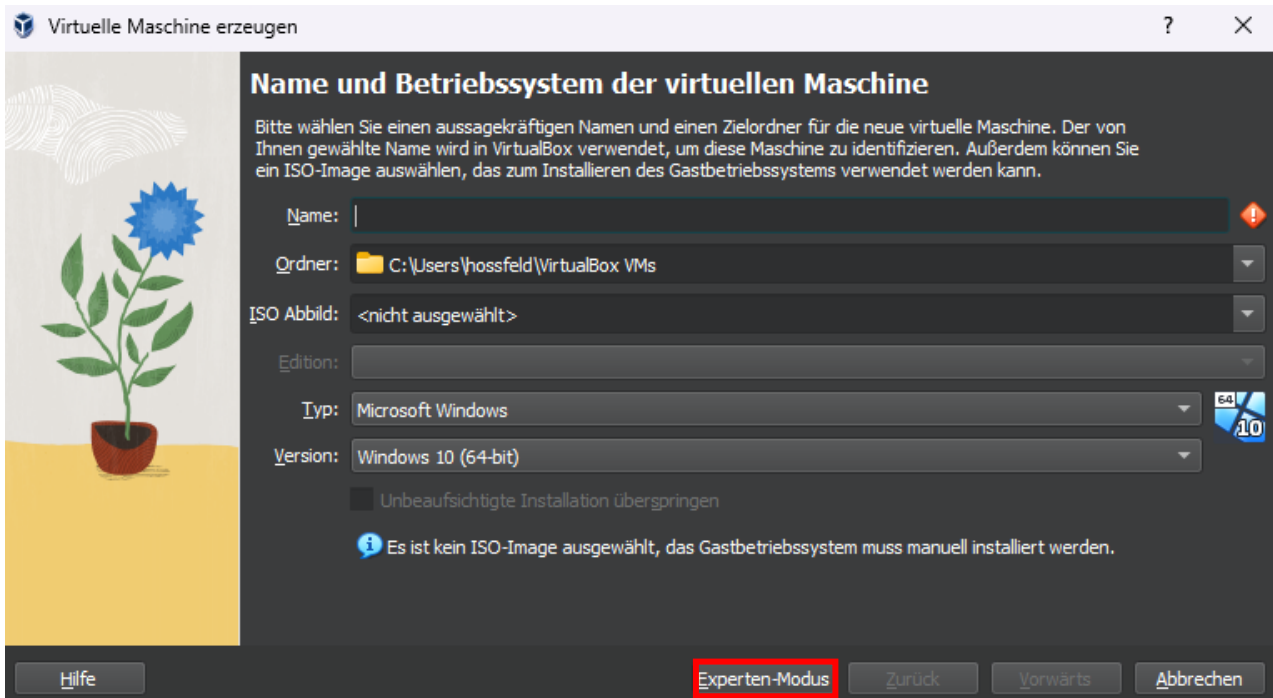 Virtuelle Maschine erzeugen ?
Name und Betriebssystem der virtuellen Maschine
Bitte wählen Sie einen aussagekräftigen Namen und einen Zielordner für die neue virtuelle Maschine. Der von
Ihnen gewählte Name wird in VirtualBox verwendet, um diese Maschine zu identifizieren. Außerdem können Sie
ein ISO-Image auswählen, das zum Installieren des Gastbetriebssystems verwendet werden kann.
Name:
Ordner: C:\Users\hossfeld\VirtualBox VMs
ISO Abbild: <nicht ausgewählt>
Edition:
Typ: Microsoft Windows
64
10
Version: Windows 10 (64-bit)
Unbeaufsichtigte Installation überspringen
Es ist kein ISO-Image ausgewählt, das Gastbetriebssystem muss manuell installiert werden.
Hilfe Experten-Modus Zurück Vorwärts Abbrechen